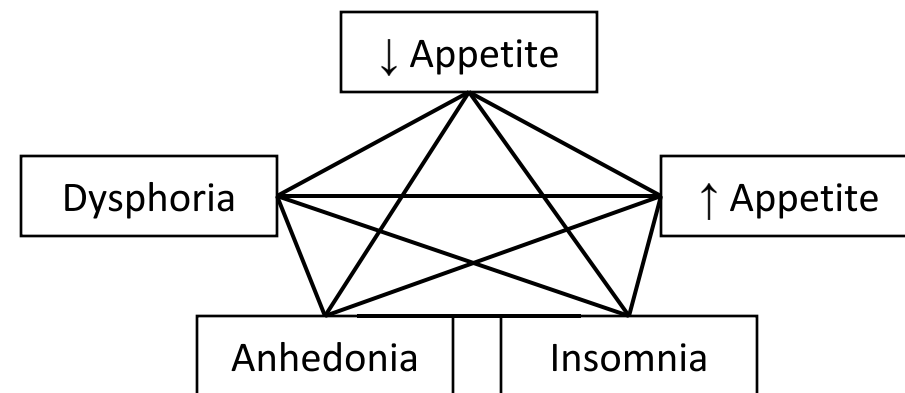 ↓ Appetite
Dysphoria
↑ Appetite
Anhedonia
Insomnia